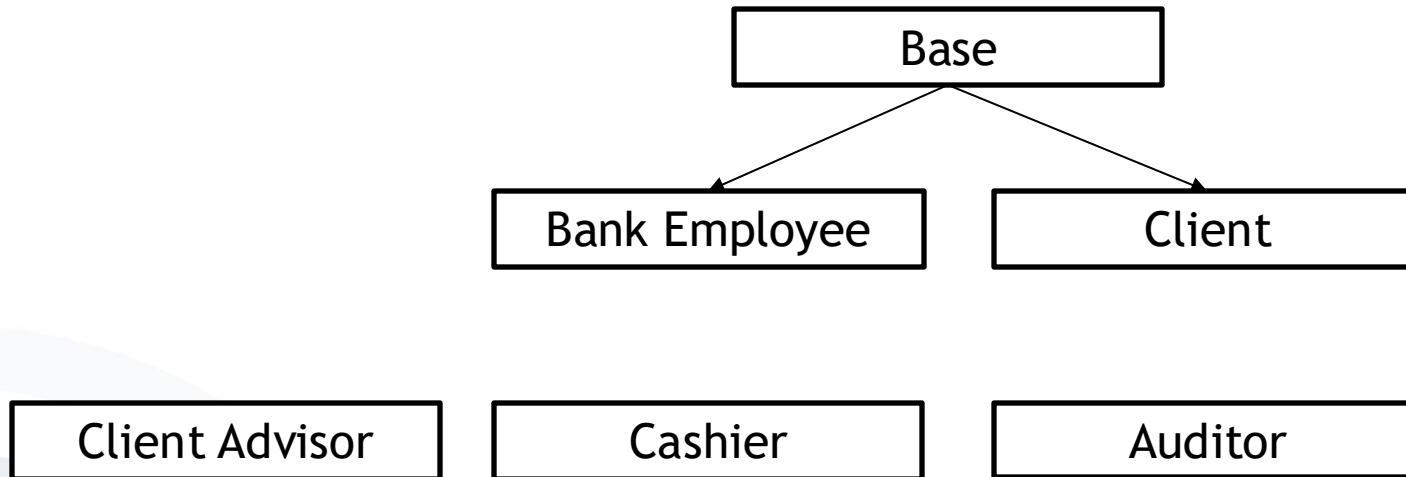 Base
Bank Employee
Client
Client Advisor
Cashier
Auditor